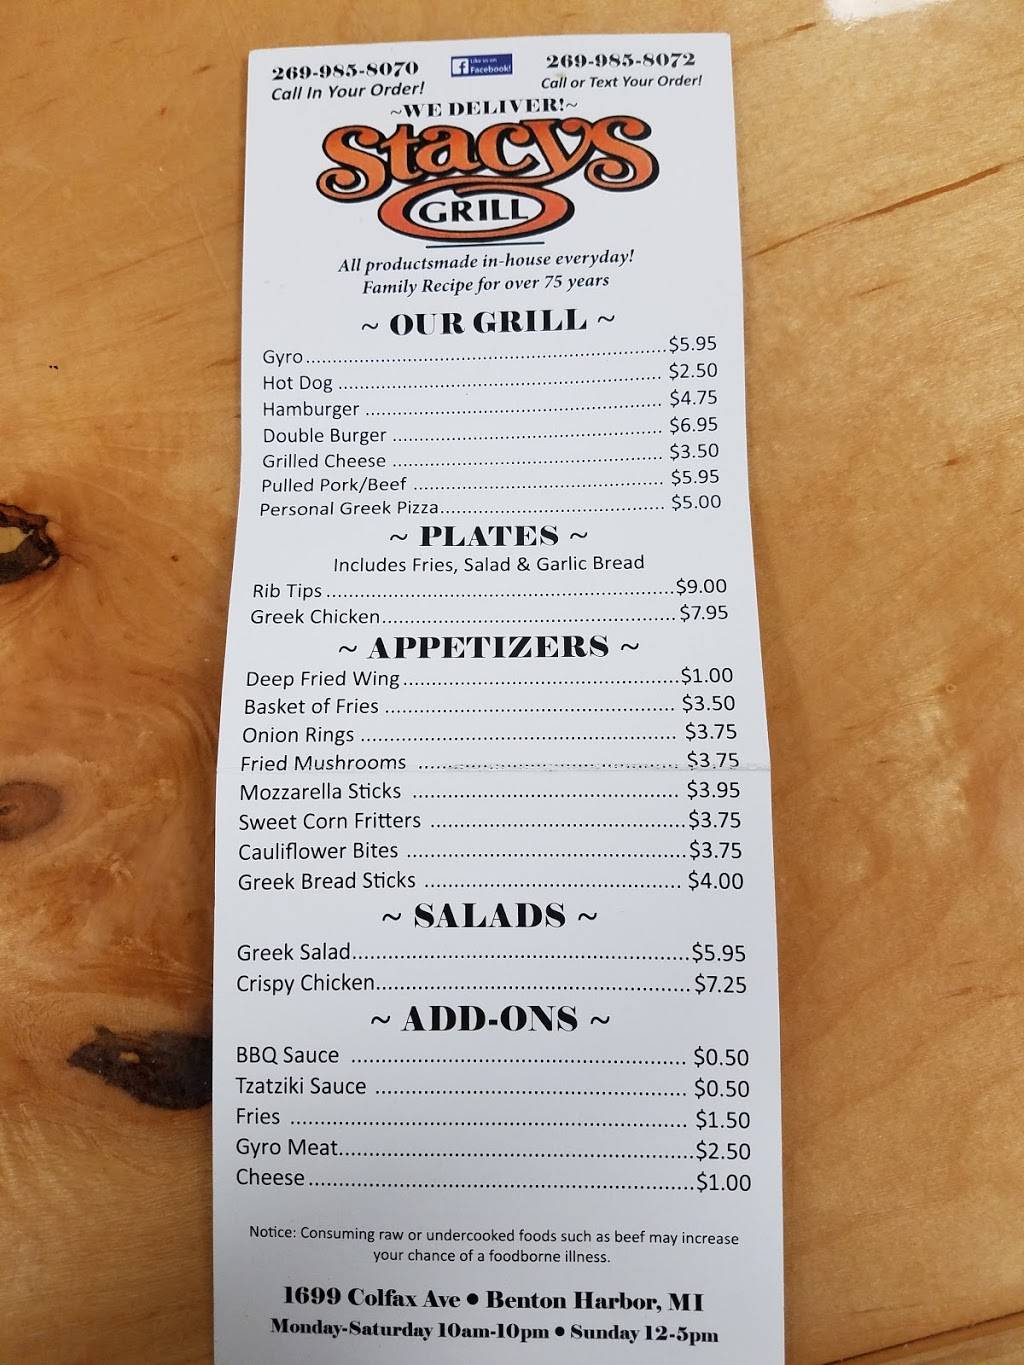 269-985-8070
Call In Your Order!
Like us on
Facebook!
269-985-8072
Call or Text Your Order!
~WE DELIVER!~
Stacys
GRILL
All productsmade in-house everyday!
Family Recipe for over 75 years
~ OUR GRILL ~
Gyro.......................................................$5.95
Hot Dog .................................................. $2.50
Hamburger .............................................. $4.75
Double Burger .......................................... $6.95
Grilled Cheese .......................................... $3.50
Pulled Pork/Beef ....................................... $5.95
Personal Greek Pizza................................... $5.00
~ PLATES ~
Includes Fries, Salad & Garlic Bread
Rib Tips ...................................................$9.00
Greek Chicken........................................... $7.95
~ APPETIZERS ~
Deep Fried Wing.........................................$1.00
Basket of Fries .......................................... $3.50
Onion Rings .............................................. $3.75
Fried Mushrooms ...................................... $3.75
Mozzarella Sticks ...................................... $3.95
Sweet Corn Fritters .....................................$3.75
Cauliflower Bites ........................................$3.75
Greek Bread Sticks ..................................... $4.00
~ SALADS ~
Greek Salad...............................................$5.95
Crispy Chicken........................................... $7.25
~ ADD-ONS ~
BBQ Sauce ............................................... $0.50
Tzatziki Sauce ........................................... $0.50
Fries ....................................................... $1.50
Gyro Meat.................................................$2.50
Cheese.....................................................$1.00
Notice: Consuming raw or undercooked foods such as beef may increase
your chance of a foodborne illness.
1699 Colfax Ave • Benton Harbor, MI
Monday-Saturday 10am-10pm • Sunday 12-5pm